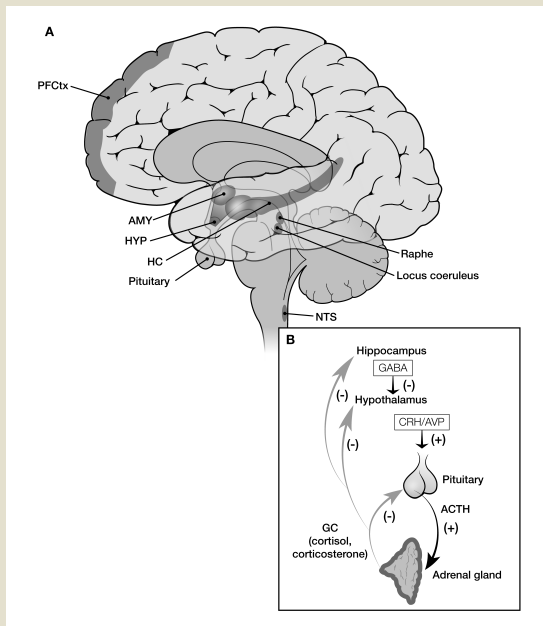 A
PFCtx
AMY
HYP
HC
Pituitary
Raphe
Locus coeruleus
NTS
B
Hippocampus
GABA
(-)
Hypothalamus
(-)
(-)
CRH/AVP
(+)
Pituitary
ACTH
(+)
(-)
GC
(cortisol,
corticosterone)
Adrenal gland